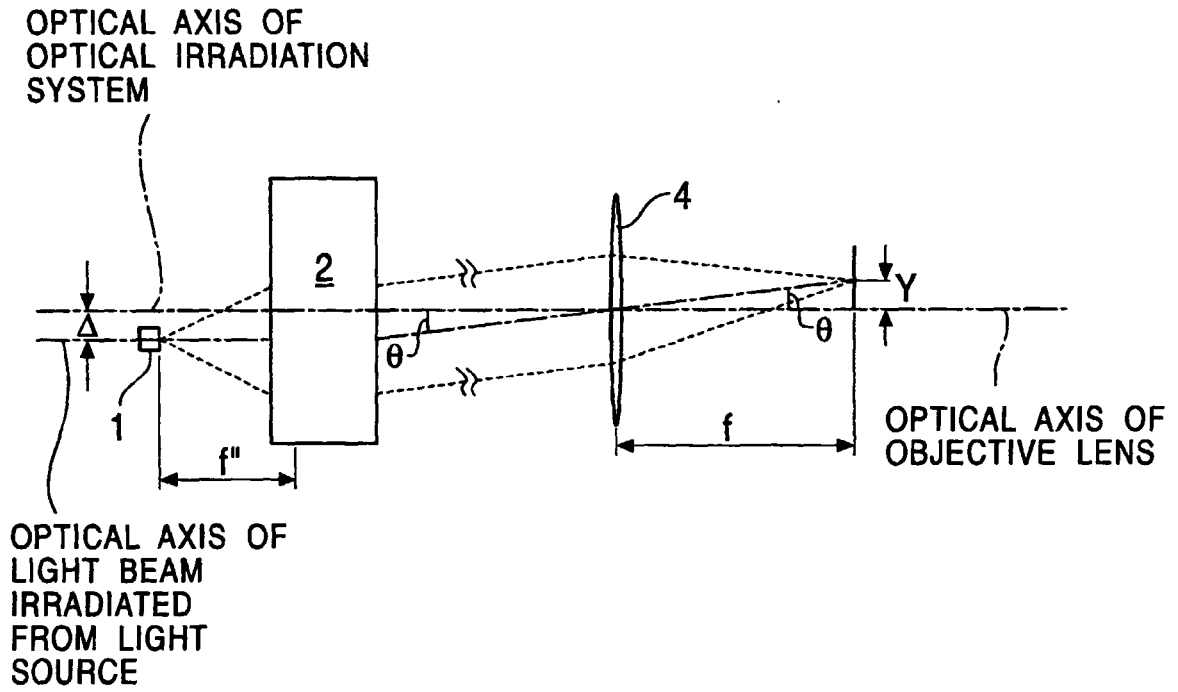 OPTICAL AXIS OF
OPTICAL IRRADIATION
SYSTEM
2
4
Δ
θ
θ
Y
1
f"
f
OPTICAL AXIS OF
OBJECTIVE LENS
OPTICAL AXIS OF
LIGHT BEAM
IRRADIATED
FROM LIGHT
SOURCE